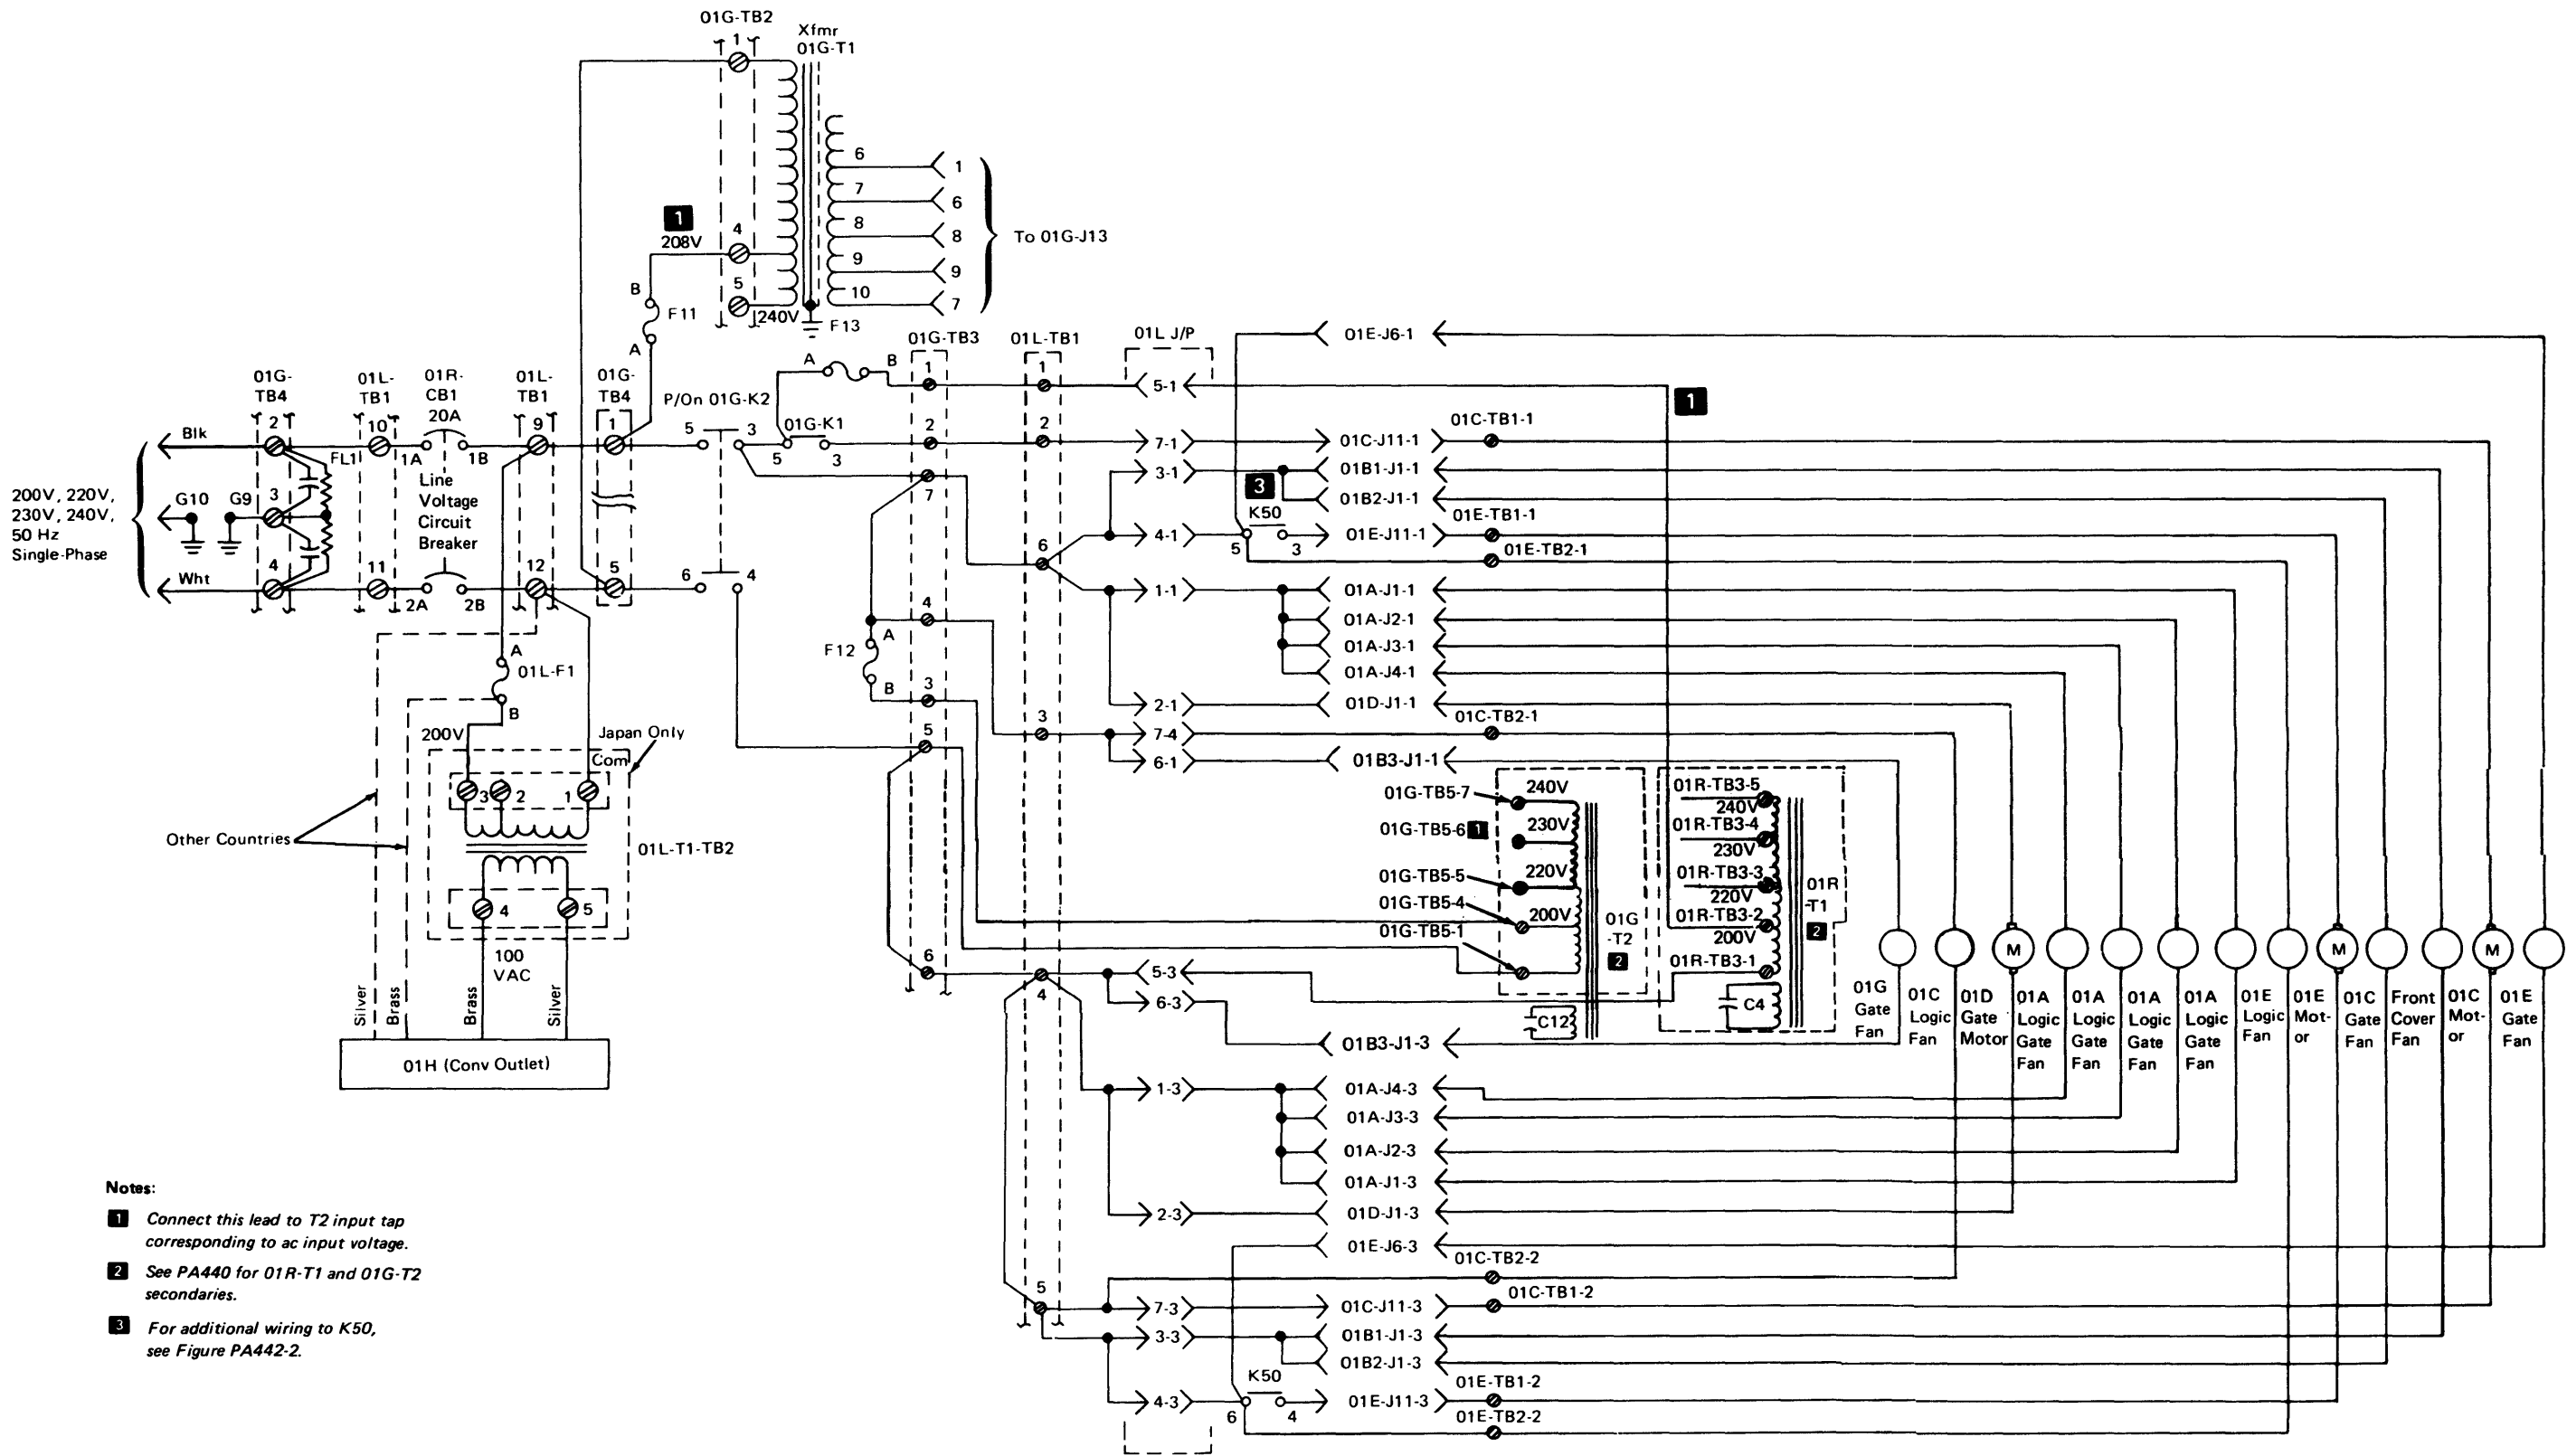 01G-TB2
Xfmr
01G-T1
1
6
1
7
6
8
8
9
9
10
7
To 01G-J13
1
208V
4
5
240V
F13
B
F11
A
01G-TB3
01L-TB1
01L J/P
01E-J6-1
A
B
1
1
5-1
1
01G-
TB4
01L-
TB1
01R-
CB1
20A
01L-
TB1
01G-
TB4
P/On 01G-K2
2
10
9
1
5
3
01G-K1
5
3
2
2
7-1
01C-J11-1
01C-TB1-1
Blk
FL1
1A
1B
Line
Voltage
Circuit
Breaker
7
3-1
01B1-J1-1
3
01B2-J1-1
200V, 220V,
230V, 240V,
50 Hz
Single-Phase
G10
G9
3
K50
6
4-1
5
3
01E-J11-1
01E-TB1-1
01E-TB2-1
Wht
4
11
2A
2B
12
5
6
4
1-1
01A-J1-1
01A-J2-1
01A-J3-1
01A-J4-1
4
F12
A
B
3
2-1
01D-J1-1
01L-F1
A
B
5
3
7-4
01C-TB2-1
6-1
01B3-J1-1
200V
Japan Only
Com
3
2
1
01L-T1-TB2
Other Countries
4
5
100
VAC
Silver
Brass
Brass
Silver
01H (Conv Outlet)
01G-TB5-7
240V
01G-TB5-6 1
230V
01G-TB5-5
220V
01G-TB5-4
200V
01G-TB5-1
01G
-T2
2
C12
01R-TB3-5
240V
01R-TB3-4
230V
01R-TB3-3
220V
01R-TB3-2
200V
01R-TB3-1
01R
-T1
2
C4
M
M
M
01G
Gate
Fan
01C
Logic
Fan
01D
Gate
Motor
01A
Logic
Gate
Fan
01A
Logic
Gate
Fan
01A
Logic
Gate
Fan
01A
Logic
Gate
Fan
01E
Logic
Fan
01E
Mot-
or
01C
Gate
Fan
Front
Cover
Fan
01C
Mot-
or
01E
Gate
Fan
6
4
5-3
6-3
01B3-J1-3
1-3
01A-J4-3
01A-J3-3
01A-J2-3
01A-J1-3
2-3
01D-J1-3
01E-J6-3
01C-TB2-2
5
7-3
01C-J11-3
01C-TB1-2
3-3
01B1-J1-3
01B2-J1-3
K50
4-3
6
4
01E-J11-3
01E-TB1-2
01E-TB2-2
Notes:
1 Connect this lead to T2 input tap
corresponding to ac input voltage.
2 See PA440 for 01R-T1 and 01G-T2
secondaries.
3 For additional wiring to K50,
see Figure PA442-2.